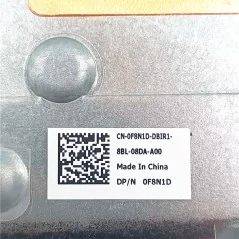 CN-0F8N1D-DBIR1-
8BL-08DA-A00
Made In China
DP/N 0F8N1D